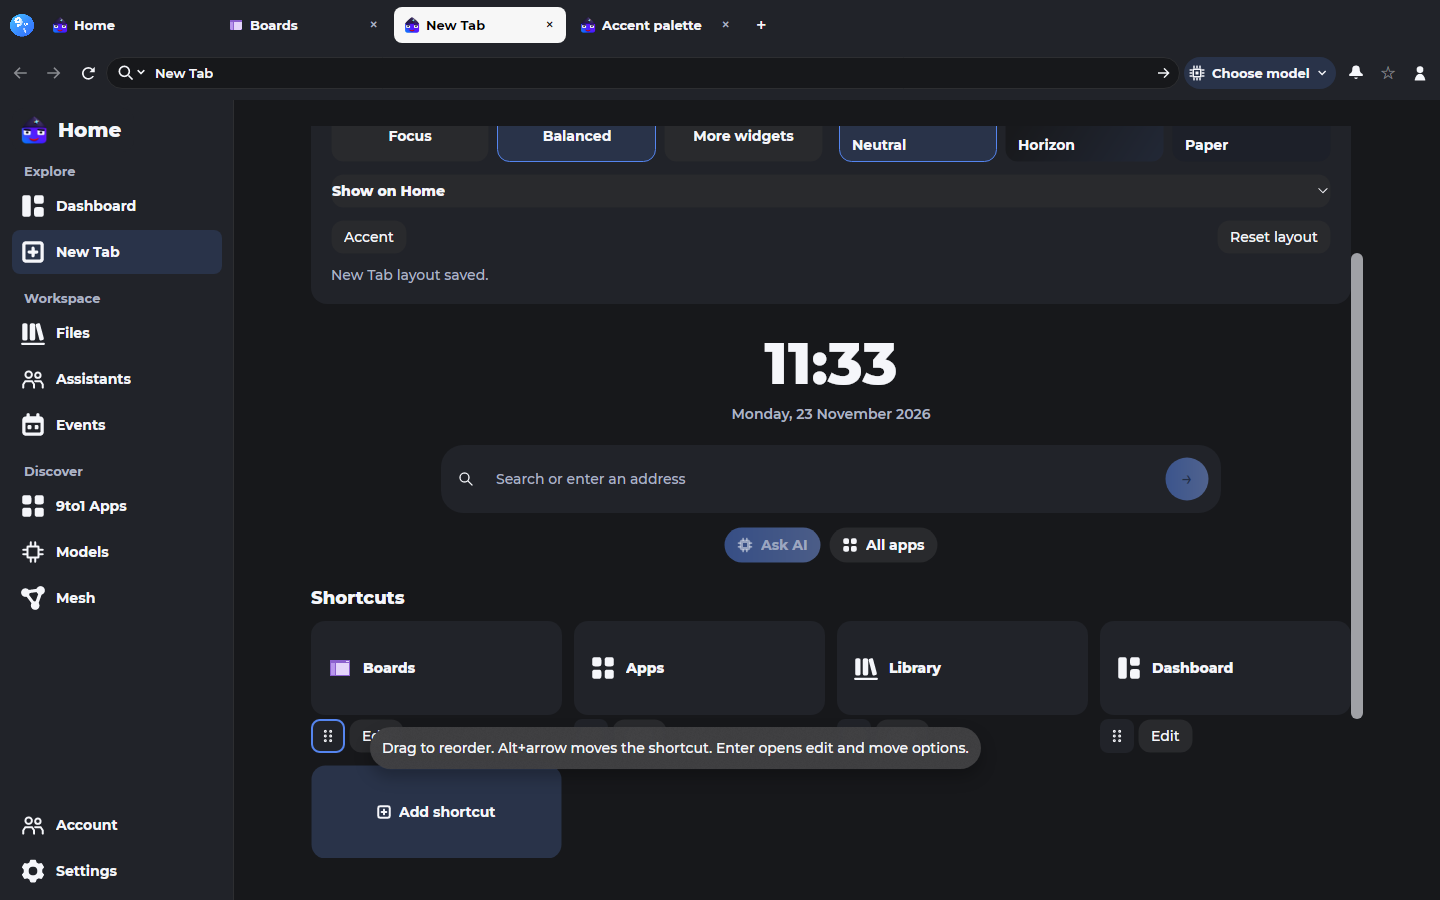 Home
Boards
New Tab
Accent palette
New Tab
Choose model
Home
Explore
Dashboard
New Tab
Workspace
Files
Assistants
Events
Discover
9to1 Apps
Models
Mesh
Account
Settings
Focus
Balanced
More widgets
Neutral
Horizon
Paper
Show on Home
Accent
Reset layout
New Tab layout saved.
11:33
Monday, 23 November 2026
Search or enter an address
Ask AI
All apps
Shortcuts
Boards
Apps
Library
Dashboard
Edit
Drag to reorder. Alt+arrow moves the shortcut. Enter opens edit and move options.
Add shortcut